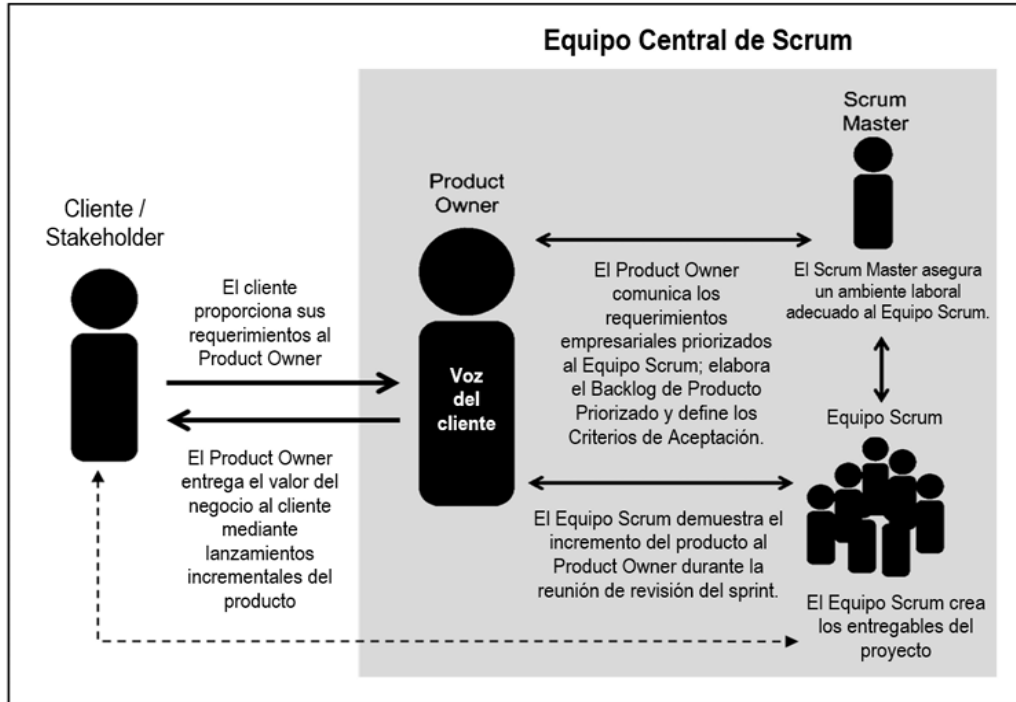 Equipo Central de Scrum
Cliente /
Stakeholder
El cliente
proporciona sus
requerimientos al
Product Owner
El Product Owner
entrega el valor del
negocio al cliente
mediante
lanzamientos
incrementales del
producto
Product
Owner
Voz
del
cliente
El Product Owner
comunica los
requerimientos
empresariales priorizados
al Equipo Scrum; elabora
el Backlog de Producto
Priorizado y define los
Criterios de Aceptación.
El Equipo Scrum demuestra el
incremento del producto al
Product Owner durante la
reunión de revisión del sprint.
Scrum
Master
El Scrum Master asegura
un ambiente laboral
adecuado al Equipo Scrum.
Equipo Scrum
El Equipo Scrum crea
los entregables del
proyecto